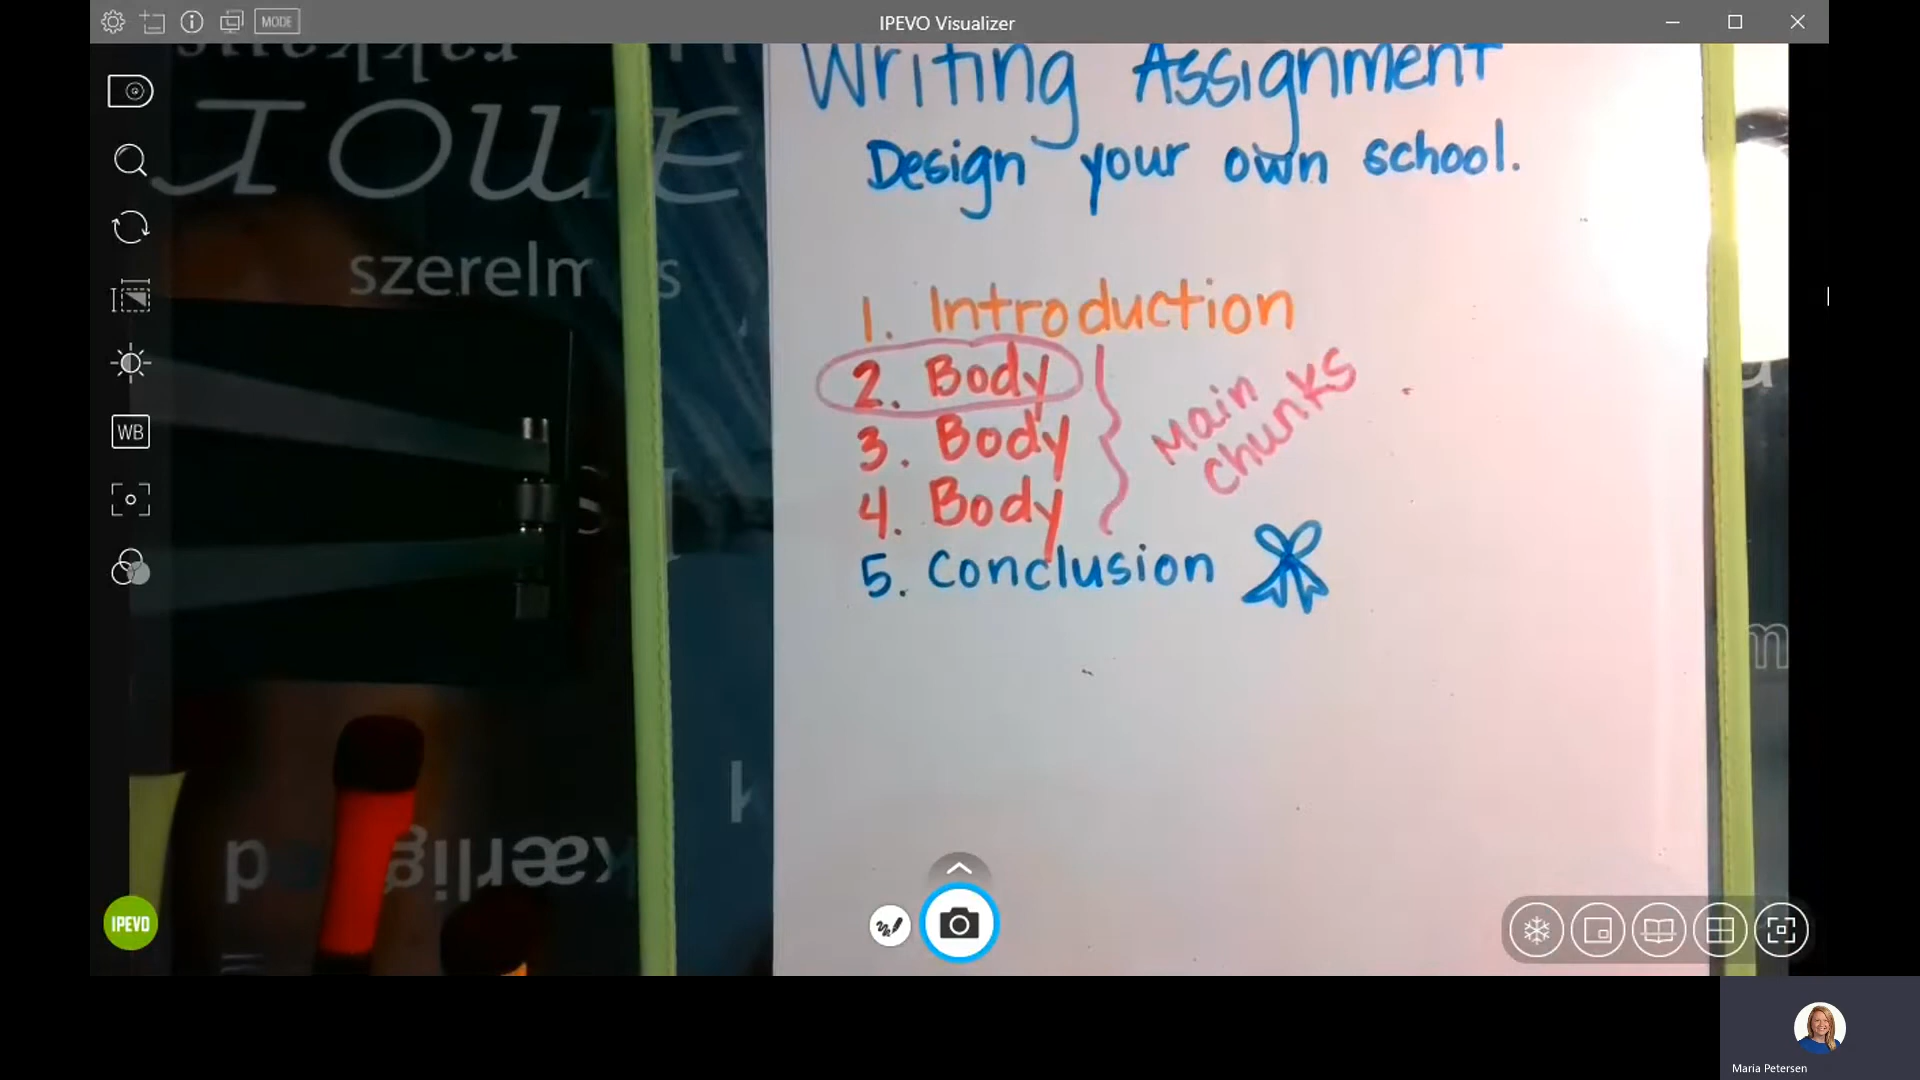 MODE
IPEVO Visualizer
WB
szerelm s
Writing Assignment
Design your own school.
1. Introduction
2. Body
3. Body
4. Body
Main
chunks
5. Conclusion
IPEVO
Maria Petersen